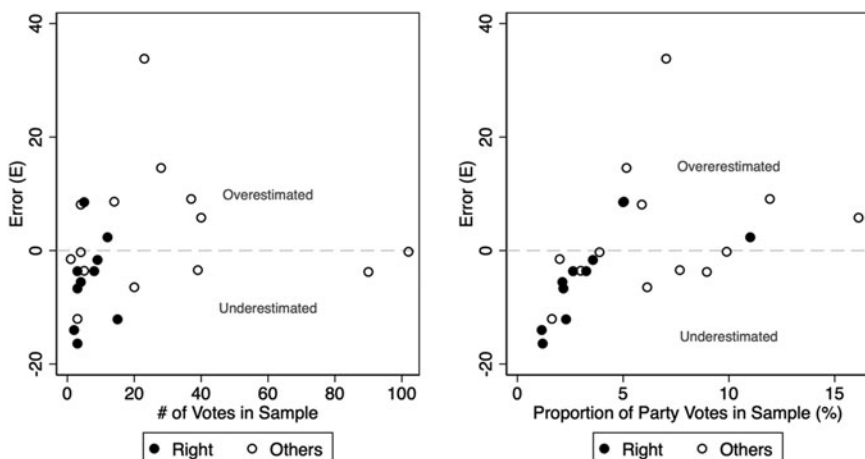 40
20
0
-20
Error (E)
Overestimated
Underestimated
0 20 40 60 80 100
# of Votes in Sample
Right Others
40
20
0
-20
Error (E)
Overerestimated
Underestimated
0 5 10 15
Proportion of Party Votes in Sample (%)
Right Others